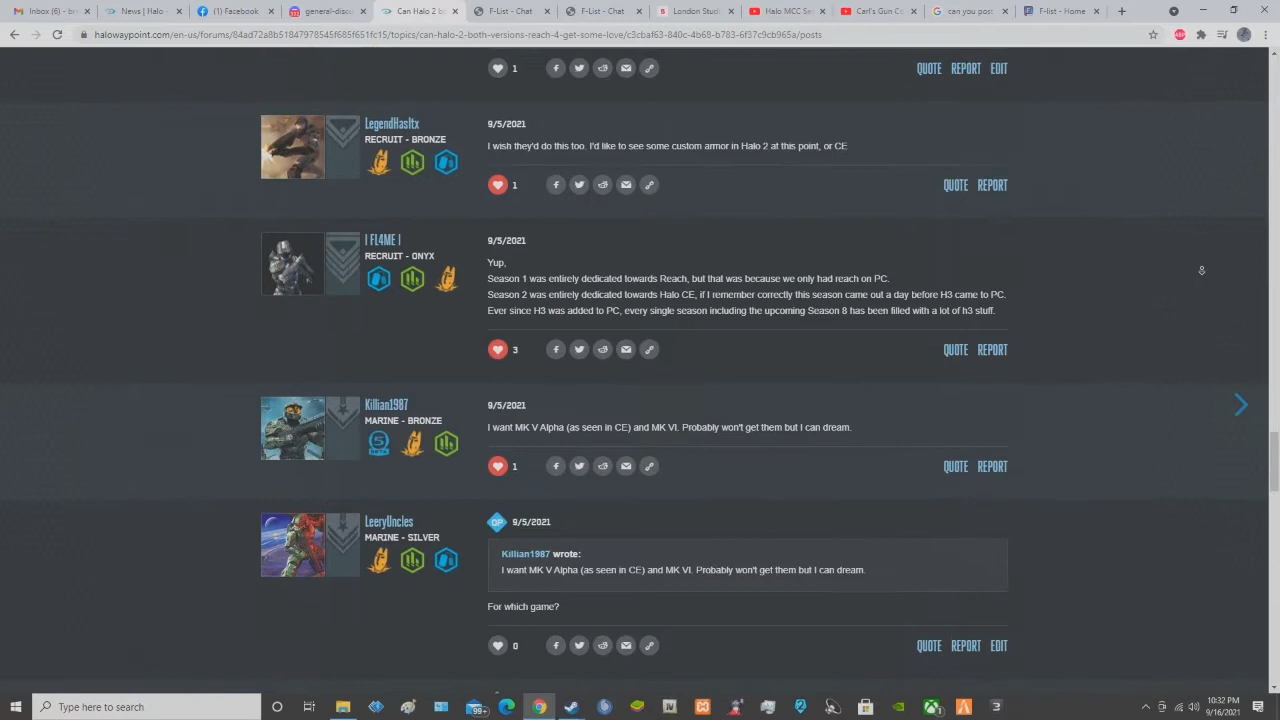 Inbox (6) - br
News | Halo -
(1) Facebook
general-discu
Can Halo 2 b
F-List - Chat
F-List - Chat
London Studi
Halo MCC Se
Carl's Gun C
can you post
F-List - Home
halowaypoint.com/en-us/forums/84ad72a8b51847978545f685f651fc15/topics/can-halo-2-both-versions-reach-4-get-some-love/c3cbaf63-840c-4b68-b783-6f37c9cb965a/posts
1
QUOTE REPORT EDIT
LegendHasItx
RECRUIT - BRONZE
9/5/2021
I wish they'd do this too. I'd like to see some custom armor in Halo 2 at this point, or CE
1
QUOTE REPORT
I FL4ME I
RECRUIT - ONYX
9/5/2021
Yup,
Season 1 was entirely dedicated towards Reach, but that was because we only had reach on PC.
Season 2 was entirely dedicated towards Halo CE, if I remember correctly this season came out a day before H3 came to PC.
Ever since H3 was added to PC, every single season including the upcoming Season 8 has been filled with a lot of h3 stuff.
3
QUOTE REPORT
Killian1987
MARINE - BRONZE
9/5/2021
I want MK V Alpha (as seen in CE) and MK VI. Probably won't get them but I can dream.
1
QUOTE REPORT
LeeryUncles
MARINE - SILVER
OP 9/5/2021
Killian1987 wrote:
I want MK V Alpha (as seen in CE) and MK VI. Probably won't get them but I can dream.
For which game?
0
QUOTE REPORT EDIT
Type here to search
99+
10:32 PM
9/16/2021